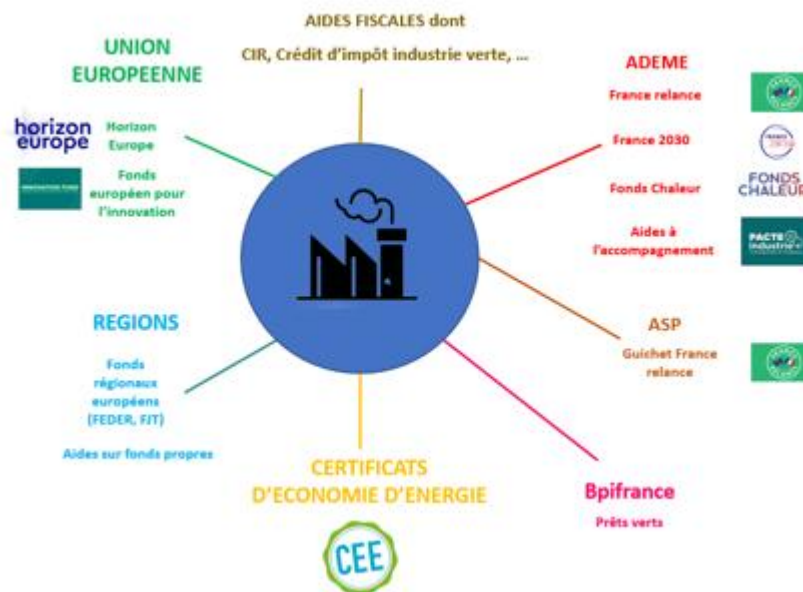 AIDES FISCALES dont
CIR, Crédit d'impôt industrie verte, ...
UNION
EUROPEENNE
horizon
europe
Horizon
Europe
INNOVATION FUND
Fonds
européen pour
l'innovation
ADEME
France relance
France 2030
Fonds Chaleur
FONDS
CHALEUR
Aides à
l'accompagnement
PACTE
industrie
ASP
Guichet France
relance
REGIONS
Fonds
régionaux
européens
(FEDER, FJT)
Aides sur fonds propres
CERTIFICATS
D'ECONOMIE D'ENERGIE
CEE
Bpifrance
Prêts verts